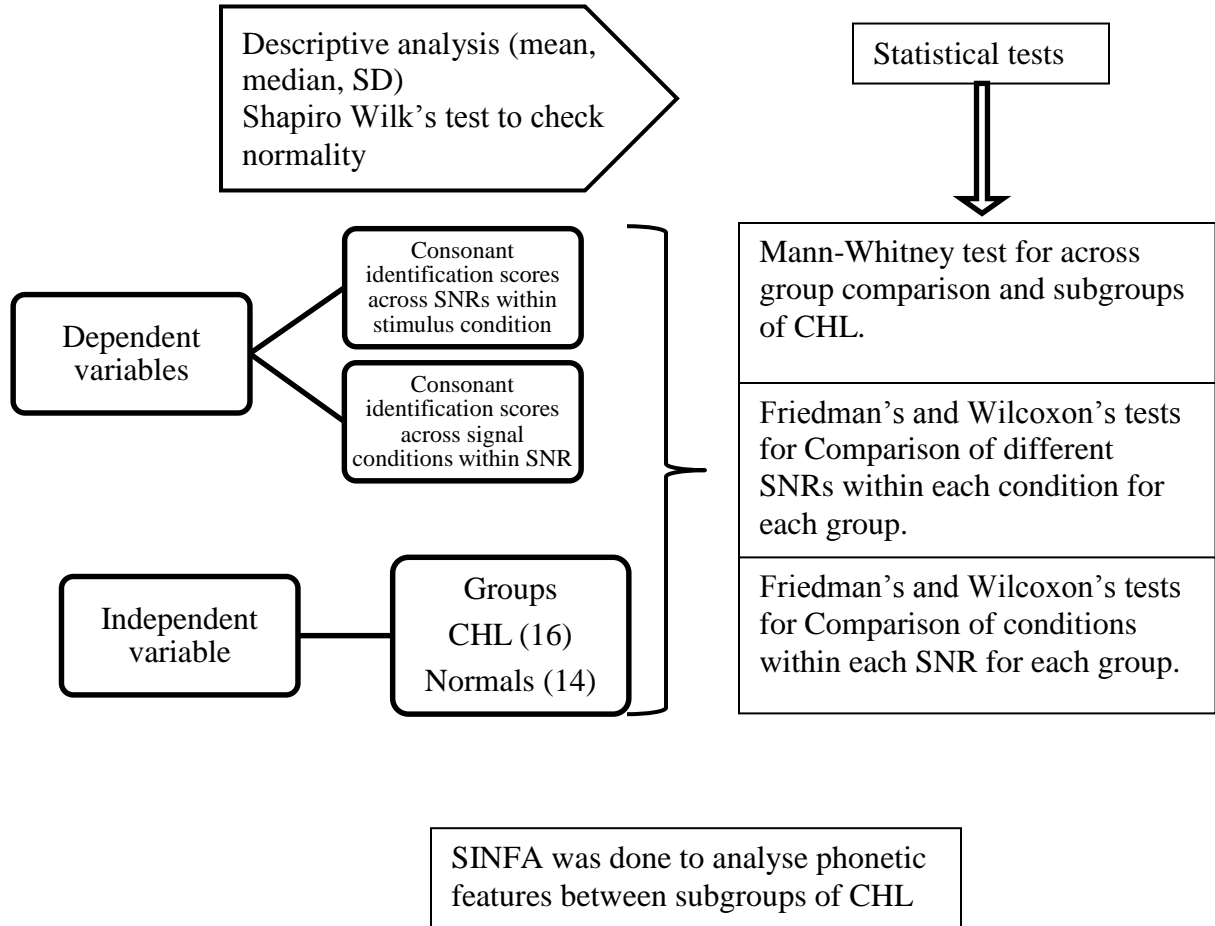 Descriptive analysis (mean,
median, SD)
Shapiro Wilk’s test to check
normality
Statistical tests
Dependent
variables
Consonant
identification scores
across SNRs within
stimulus condition
Consonant
identification scores
across signal
conditions within SNR
Independent
variable
Groups
CHL (16)
Normals (14)
Mann-Whitney test for across
group comparison and subgroups
of CHL.
Friedman’s and Wilcoxon’s tests
for Comparison of different
SNRs within each condition for
each group.
Friedman’s and Wilcoxon’s tests
for Comparison of conditions
within each SNR for each group.
SINFA was done to analyse phonetic
features between subgroups of CHL